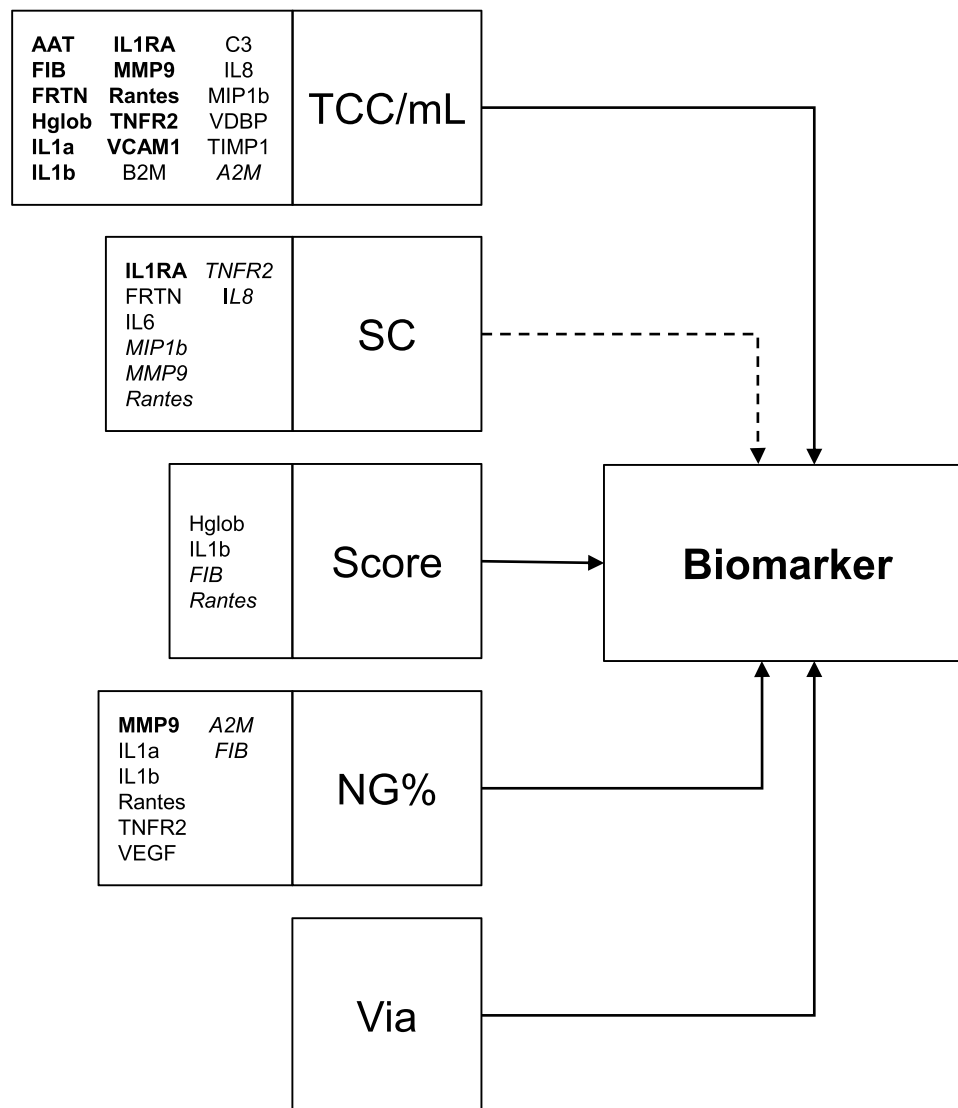 AAT IL1RA C3
FIB MMP9 IL8
FRTN Rantes MIP1b
Hglob TNFR2 VDBP
IL1a VCAM1 TIMP1
IL1b B2M A2M
TCC/mL
IL1RA TNFR2
FRTN IL8
IL6
MIP1b
MMP9
Rantes
SC
Hglob
IL1b
FIB
Rantes
Score
Biomarker
MMP9 A2M
IL1a FIB
IL1b
Rantes
TNFR2
VEGF
NG%
Via